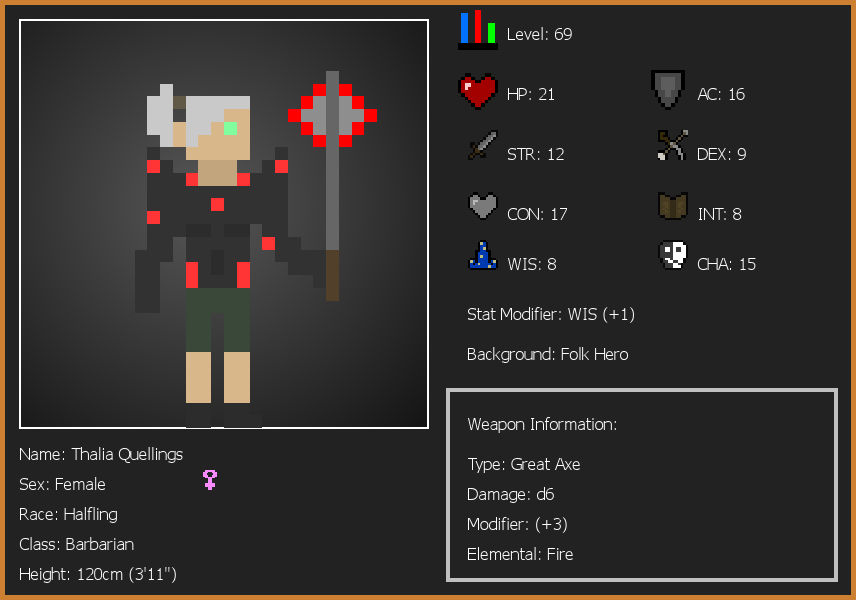 Level: 69
HP: 21
AC: 16
STR: 12
DEX: 9
CON: 17
INT: 8
WIS: 8
CHA: 15
Stat Modifier: WIS (+1)
Background: Folk Hero
Weapon Information:
Type: Great Axe
Damage: d6
Modifier: (+3)
Elemental: Fire
Name: Thalia Quellings
Sex: Female
Race: Halfling
Class: Barbarian
Height: 120cm (3'11")